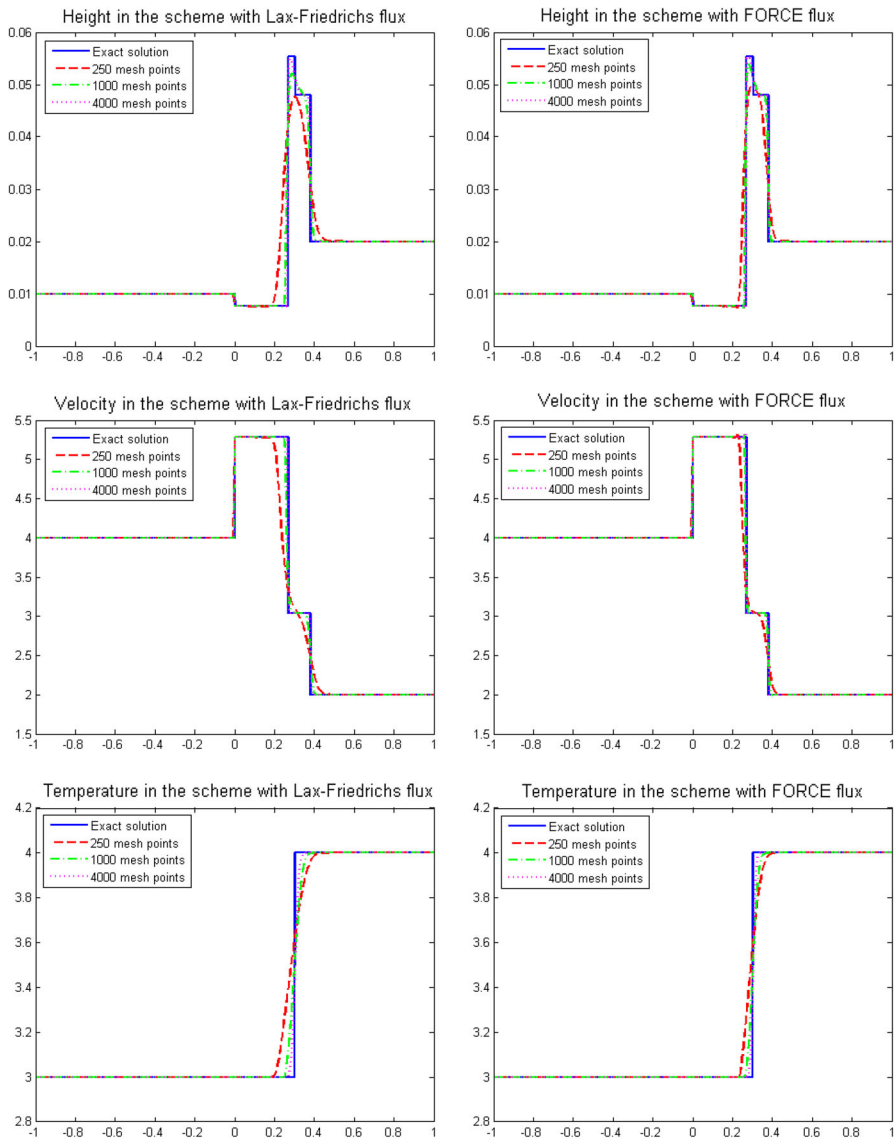 Height in the scheme with Lax-Friedrichs flux
0.06
0.05
0.04
0.03
0.02
0.01
0
Exact solution
250 mesh points
1000 mesh points
4000 mesh points
-1 -0.8 -0.6 -0.4 -0.2 0 0.2 0.4 0.6 0.8 1
Height in the scheme with FORCE flux
0.06
0.05
0.04
0.03
0.02
0.01
0
Exact solution
250 mesh points
1000 mesh points
4000 mesh points
-1 -0.8 -0.6 -0.4 -0.2 0 0.2 0.4 0.6 0.8 1
Velocity in the scheme with Lax-Friedrichs flux
5.5
5
4.5
4
3.5
3
2.5
2
1.5
Exact solution
250 mesh points
1000 mesh points
4000 mesh points
-1 -0.8 -0.6 -0.4 -0.2 0 0.2 0.4 0.6 0.8 1
Velocity in the scheme with FORCE flux
5.5
5
4.5
4
3.5
3
2.5
2
1.5
Exact solution
250 mesh points
1000 mesh points
4000 mesh points
-1 -0.8 -0.6 -0.4 -0.2 0 0.2 0.4 0.6 0.8 1
Temperature in the scheme with Lax-Friedrichs flux
4.2
4
3.8
3.6
3.4
3.2
3
2.8
Exact solution
250 mesh points
1000 mesh points
4000 mesh points
-1 -0.8 -0.6 -0.4 -0.2 0 0.2 0.4 0.6 0.8 1
Temperature in the scheme with FORCE flux
4.2
4
3.8
3.6
3.4
3.2
3
2.8
Exact solution
250 mesh points
1000 mesh points
4000 mesh points
-1 -0.8 -0.6 -0.4 -0.2 0 0.2 0.4 0.6 0.8 1